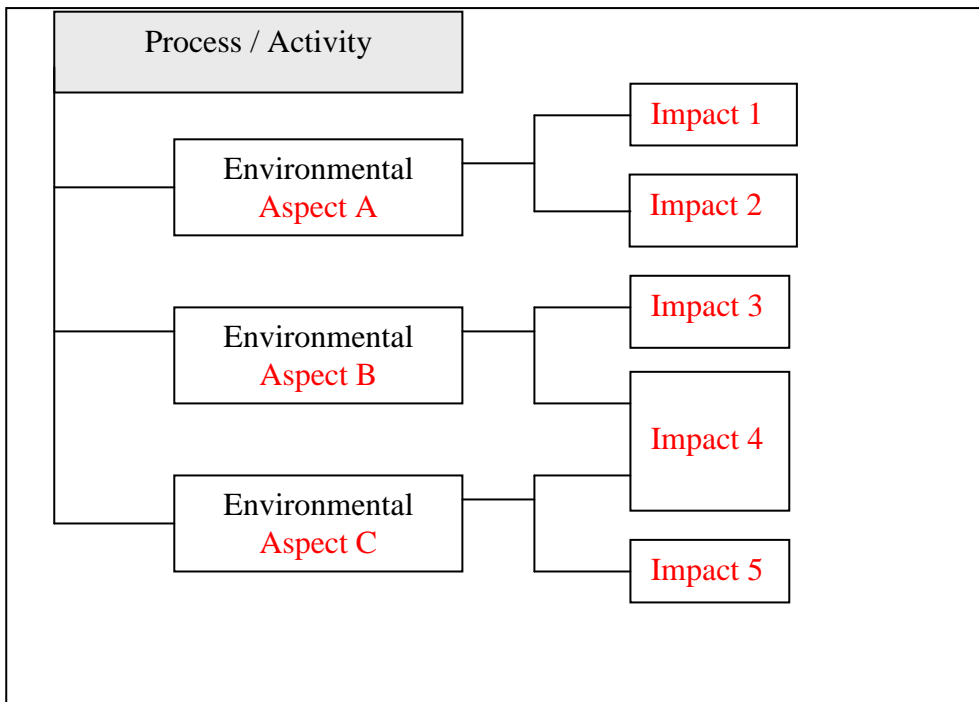 Process / Activity
Impact 1
Environmental
Aspect A
Impact 2
Impact 3
Environmental
Aspect B
Impact 4
Environmental
Aspect C
Impact 5